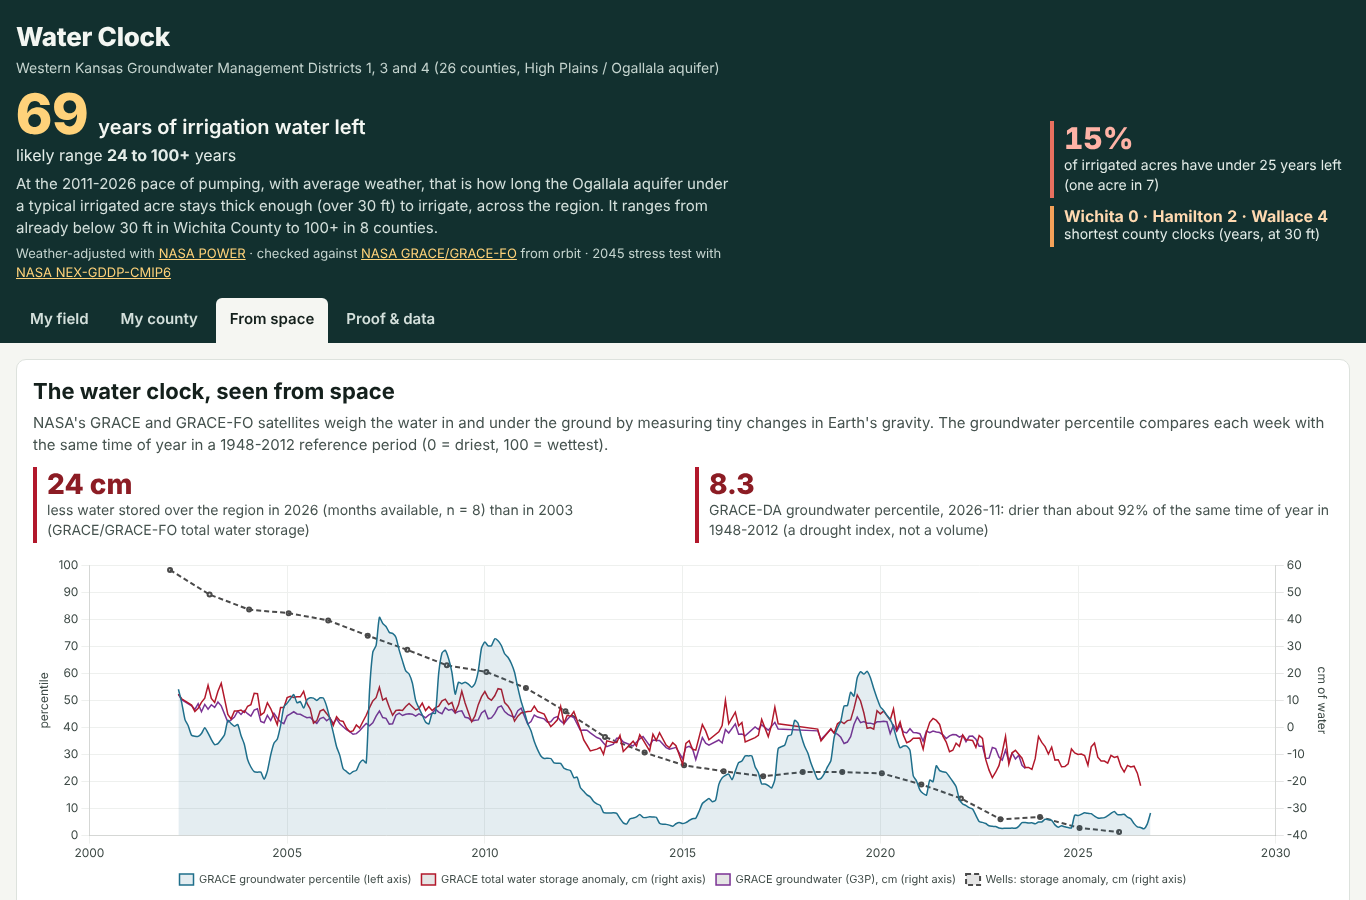 Water Clock
Western Kansas Groundwater Management Districts 1, 3 and 4 (26 counties, High Plains / Ogallala aquifer)
69 years of irrigation water left
likely range 24 to 100+ years
At the 2011-2026 pace of pumping, with average weather, that is how long the Ogallala aquifer under
a typical irrigated acre stays thick enough (over 30 ft) to irrigate, across the region. It ranges from
already below 30 ft in Wichita County to 100+ in 8 counties.
Weather-adjusted with NASA POWER · checked against NASA GRACE/GRACE-FO from orbit · 2045 stress test with
NASA NEX-GDDP-CMIP6
15%
of irrigated acres have under 25 years left
(one acre in 7)
Wichita 0 · Hamilton 2 · Wallace 4
shortest county clocks (years, at 30 ft)
My field My county From space Proof & data
The water clock, seen from space
NASA's GRACE and GRACE-FO satellites weigh the water in and under the ground by measuring tiny changes in Earth's gravity. The groundwater percentile compares each week with
the same time of year in a 1948-2012 reference period (0 = driest, 100 = wettest).
24 cm
less water stored over the region in 2026 (months available, n = 8) than in 2003
(GRACE/GRACE-FO total water storage)
8.3
GRACE-DA groundwater percentile, 2026-11: drier than about 92% of the same time of year in
1948-2012 (a drought index, not a volume)
100
90
80
70
60
50
40
30
20
10
0
percentile
60
50
40
30
20
10
0
-10
-20
-30
-40
cm of water
2000 2005 2010 2015 2020 2025 2030
GRACE groundwater percentile (left axis) GRACE total water storage anomaly, cm (right axis) GRACE groundwater (G3P), cm (right axis) Wells: storage anomaly, cm (right axis)